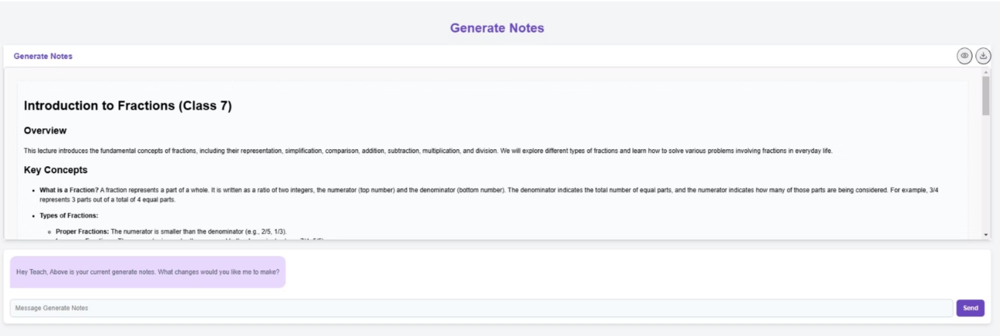 Generate Notes
Generate Notes
Introduction to Fractions (Class 7)
Overview
This lecture introduces the fundamental concepts of fractions, including their representation, simplification, comparison, addition, subtraction, multiplication, and division. We will explore different types of fractions and learn how to solve various problems involving fractions in everyday life.
Key Concepts
• What is a Fraction? A fraction represents a part of a whole. It is written as a ratio of two integers, the numerator (top number) and the denominator (bottom number). The denominator indicates the total number of equal parts, and the numerator indicates how many of those parts are being considered. For example, 3/4
represents 3 parts out of a total of 4 equal parts.
• Types of Fractions:
◦ Proper Fractions: The numerator is smaller than the denominator (e.g., 2/5, 1/3).
Hey Teach, Above is your current generate notes. What changes would you like me to make?
Message Generate Notes
Send